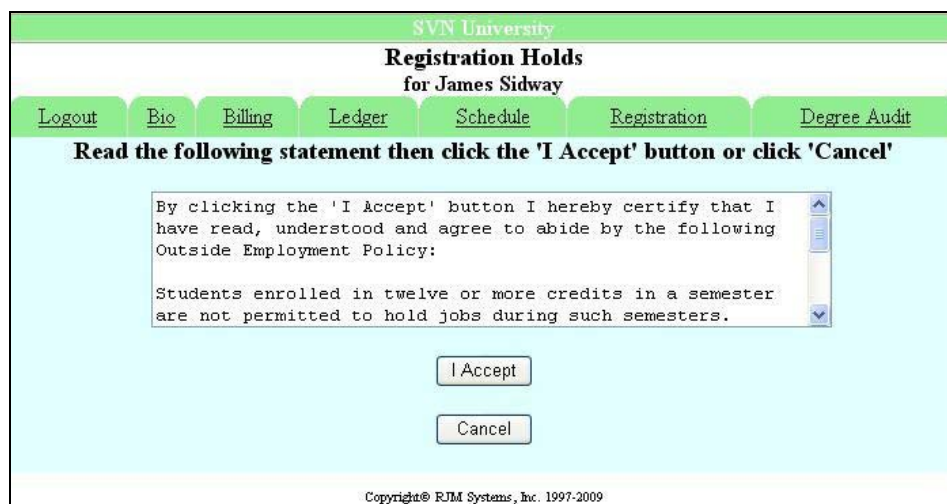 SVN University
Registration Holds
for James Sidway
Logout Bio Billing Ledger Schedule Registration Degree Audit
Read the following statement then click the 'I Accept' button or click 'Cancel'
By clicking the 'I Accept' button I hereby certify that I
have read, understood and agree to abide by the following
Outside Employment Policy:
Students enrolled in twelve or more credits in a semester
are not permitted to hold jobs during such semesters.
I Accept
Cancel
Copyright© RJM Systems, Inc. 1997-2009